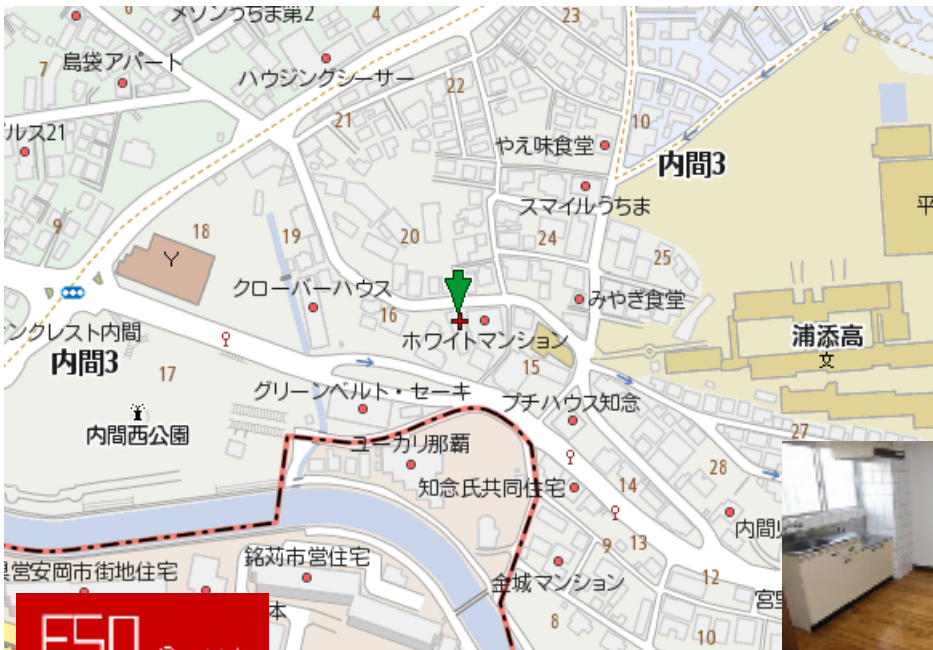 6
メゾンうちま第2
4
23
島袋アパート
7
ハウジングシーサー
22
21
10
ルス21
やえ味食堂
内間3
スマイルうちま
平
9
18
19
20
24
25
クローバーハウス
みやぎ食堂
16
ホワイトマンション
浦添高
文
ングレスト内間
内間3
17
15
グリーンベルト・セーキ
プチハウス知念
内間西公園
27
ユーカリ那覇
28
知念氏共同住宅
14
内間
9
13
銘苅市営住宅
県営安岡市街地住宅
金城マンション
12
本
8
10